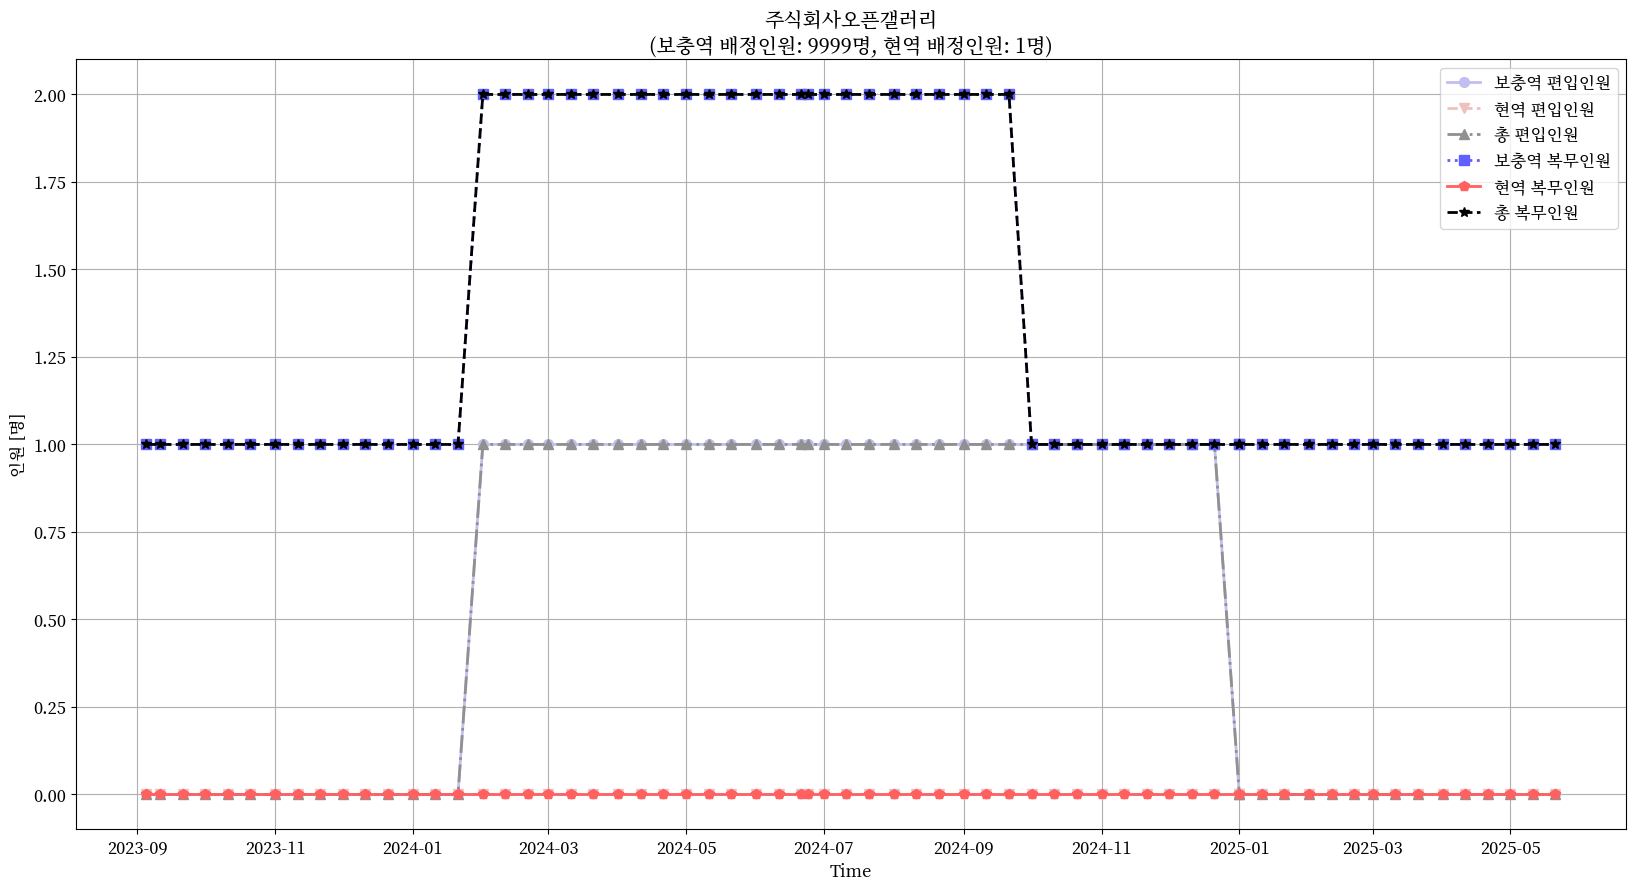 주식회사오픈갤러리
(보충역 배정인원: 9999명, 현역 배정인원: 1명)
보충역 편입인원
현역 편입인원
총 편입인원
보충역 복무인원
현역 복무인원
총 복무인원
인원 [명]
2.00
1.75
1.50
1.25
1.00
0.75
0.50
0.25
0.00
2023-09
2023-11
2024-01
2024-03
2024-05
2024-07
2024-09
2024-11
2025-01
2025-03
2025-05
Time